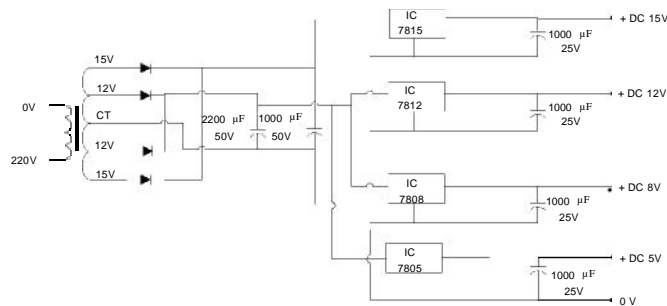 IC
7815
+ DC 15V
1000 µF
25V
15V
12V
0V
CT
220V
12V
15V
2200 µF
50V
1000 µF
50V
IC
7812
+ DC 12V
1000 µF
25V
IC
7808
+ DC 8V
1000 µF
25V
IC
7805
+ DC 5V
1000 µF
25V
0 V